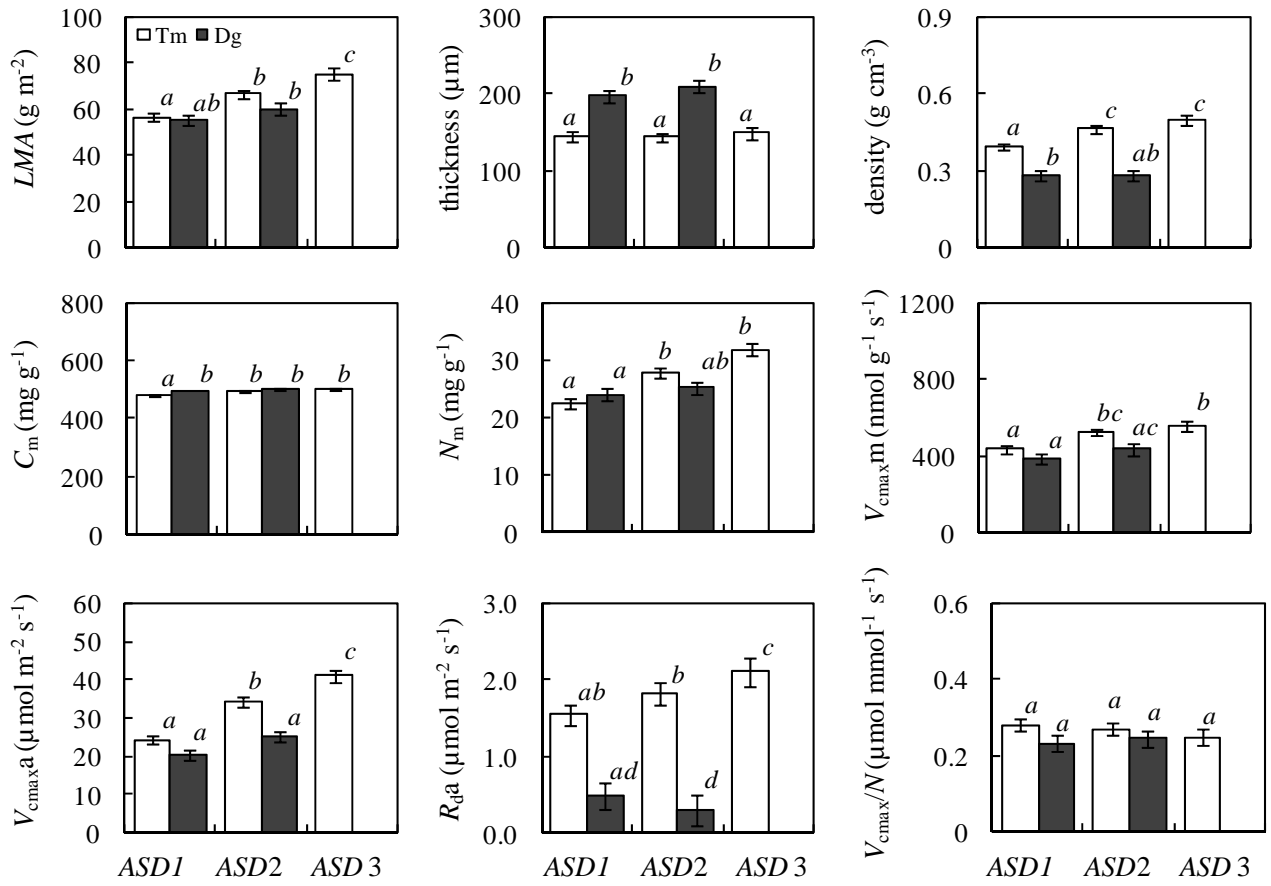 LMA (g m-2)
100
80
60
40
20
0
Tm Dg
a ab b b c
thickness (μm)
300
200
100
0
a b a b a
density (g cm-3)
0.9
0.6
0.3
0
a b c ab c
Cm (mg g-1)
800
600
400
200
0
a b b b b
Nm (mg g-1)
40
30
20
10
0
a a b ab b
Vcmaxm (nmol g-1 s-1)
1200
800
400
0
a a bc ac b
Vcmaxa (μmol m-2 s-1)
60
50
40
30
20
10
0
a a b a c
ASD1 ASD2 ASD 3
Rda (μmol m-2 s-1)
3.0
2.0
1.0
0.0
ab ad b d c
ASD1 ASD2 ASD 3
Vcmax/N (μmol mmol-1 s-1)
0.6
0.4
0.2
0
a a a a a
ASD1 ASD2 ASD 3